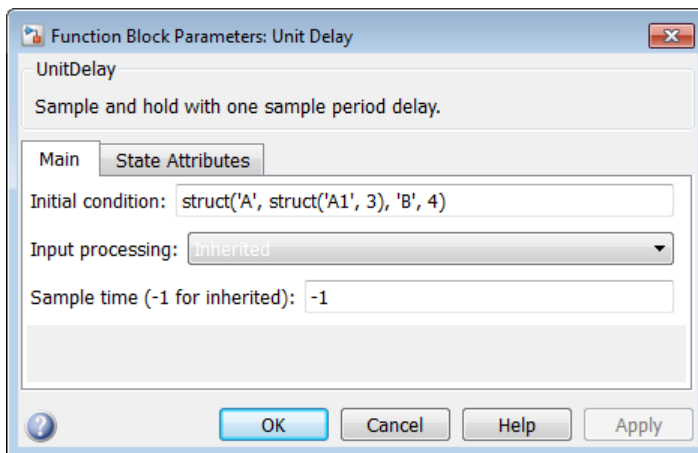 Function Block Parameters: Unit Delay
UnitDelay
Sample and hold with one sample period delay.
Main State Attributes
Initial condition: struct('A', struct('A1', 3), 'B', 4)
Input processing: Inherited
Sample time (-1 for inherited): -1
? OK Cancel Help Apply